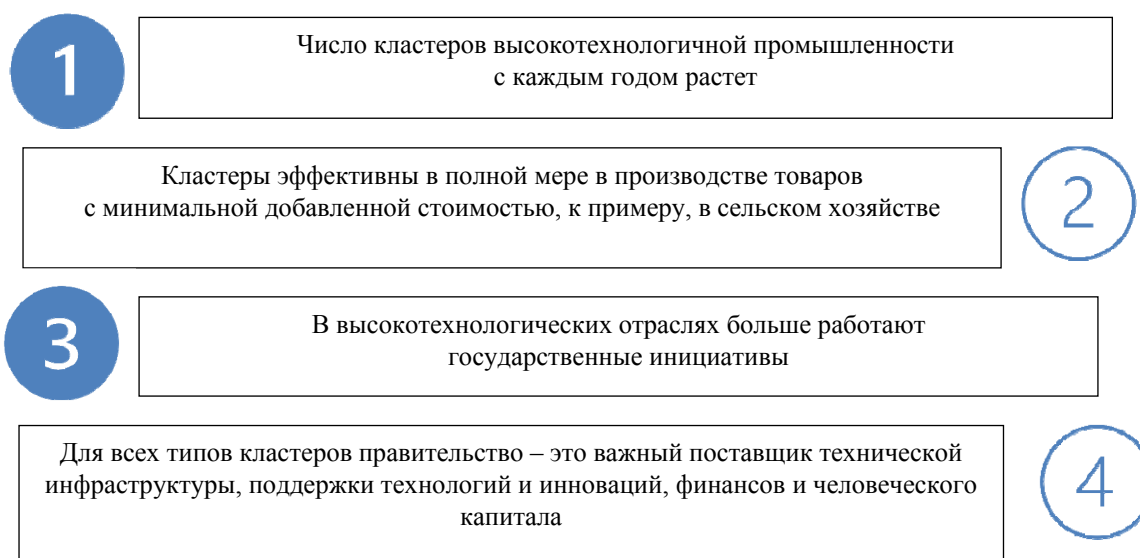 1
Число кластеров высокотехнологичной промышленности
с каждым годом растет
Кластеры эффективны в полной мере в производстве товаров
с минимальной добавленной стоимостью, к примеру, в сельском хозяйстве
2
3
В высокотехнологических отраслях больше работают
государственные инициативы
Для всех типов кластеров правительство – это важный поставщик технической
инфраструктуры, поддержки технологий и инноваций, финансов и человеческого
капитала
4